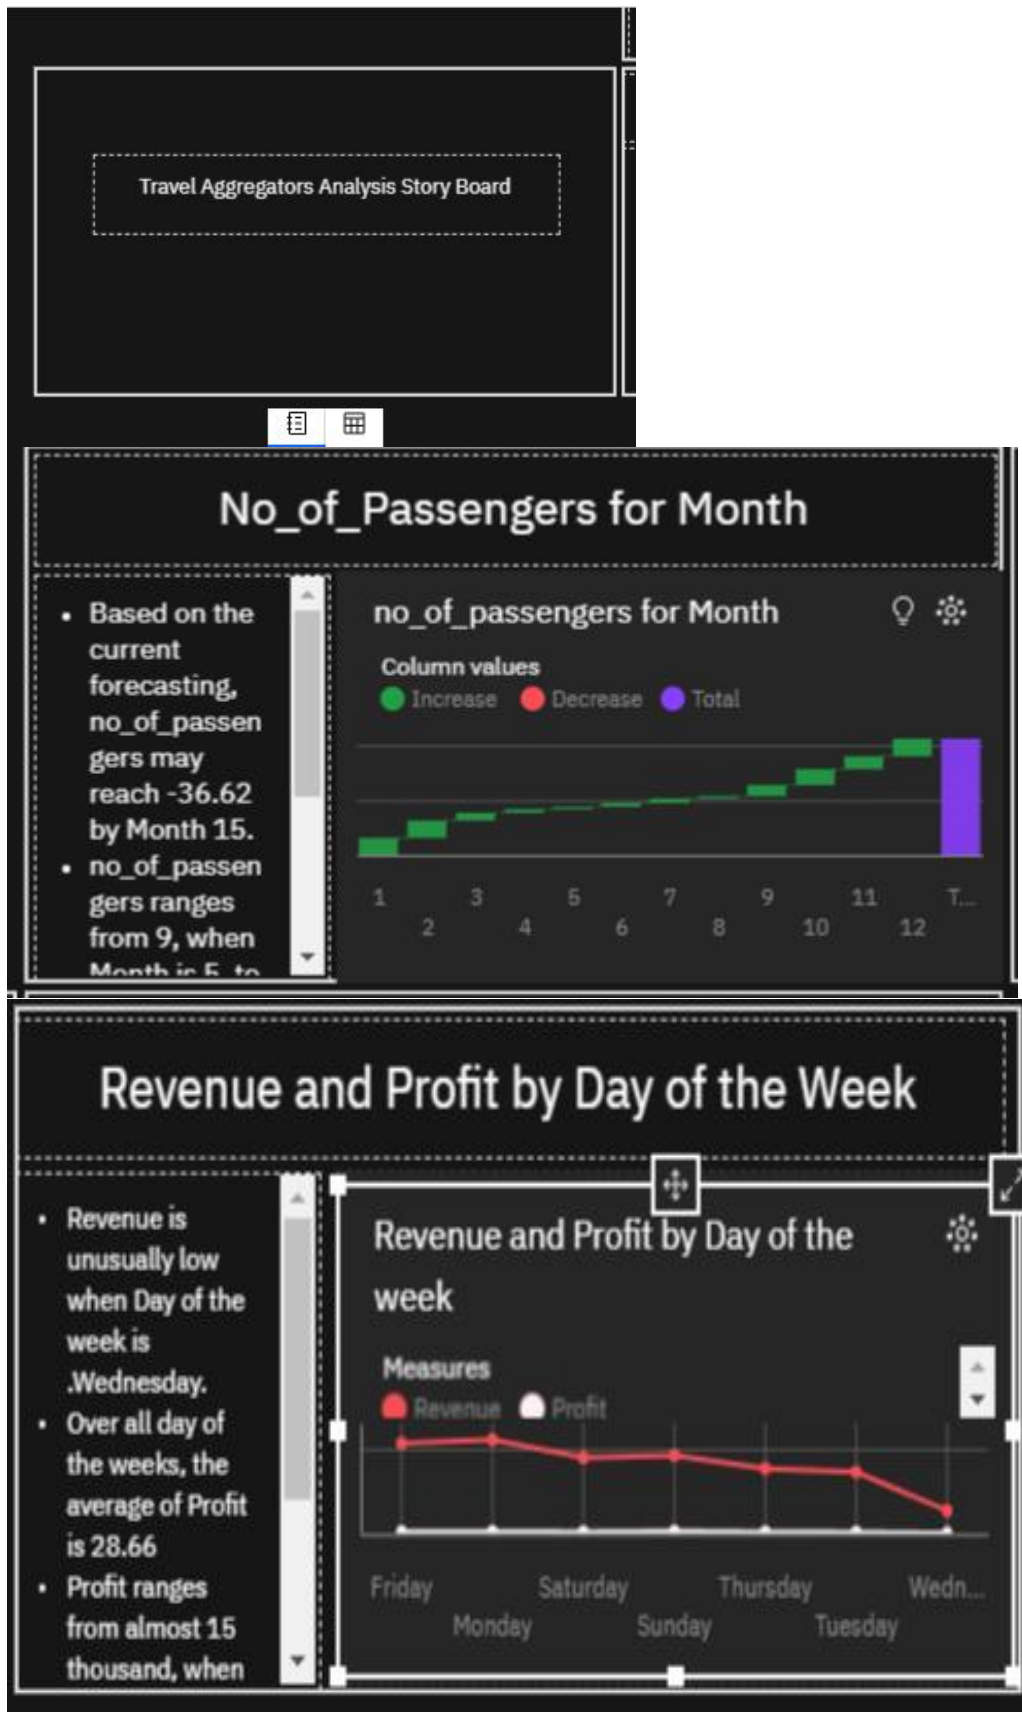 Travel Aggregators Analysis Story Board
No_of_Passengers for Month
• Based on the
current
forecasting,
no_of_passen
gers may
reach -36.62
by Month 15.
• no_of_passen
gers ranges
from 9, when
Month is 5, to
no_of_passengers for Month
Column values
Increase Decrease Total
1 3 5 7 9 11 T...
2 4 6 8 10 12
Revenue and Profit by Day of the Week
• Revenue is
unusually low
when Day of the
week is
.Wednesday.
• Over all day of
the weeks, the
average of Profit
is 28.66
• Profit ranges
from almost 15
thousand, when
Revenue and Profit by Day of the
week
Measures
Revenue Profit
Friday Saturday Thursday Wedn...
Monday Sunday Tuesday